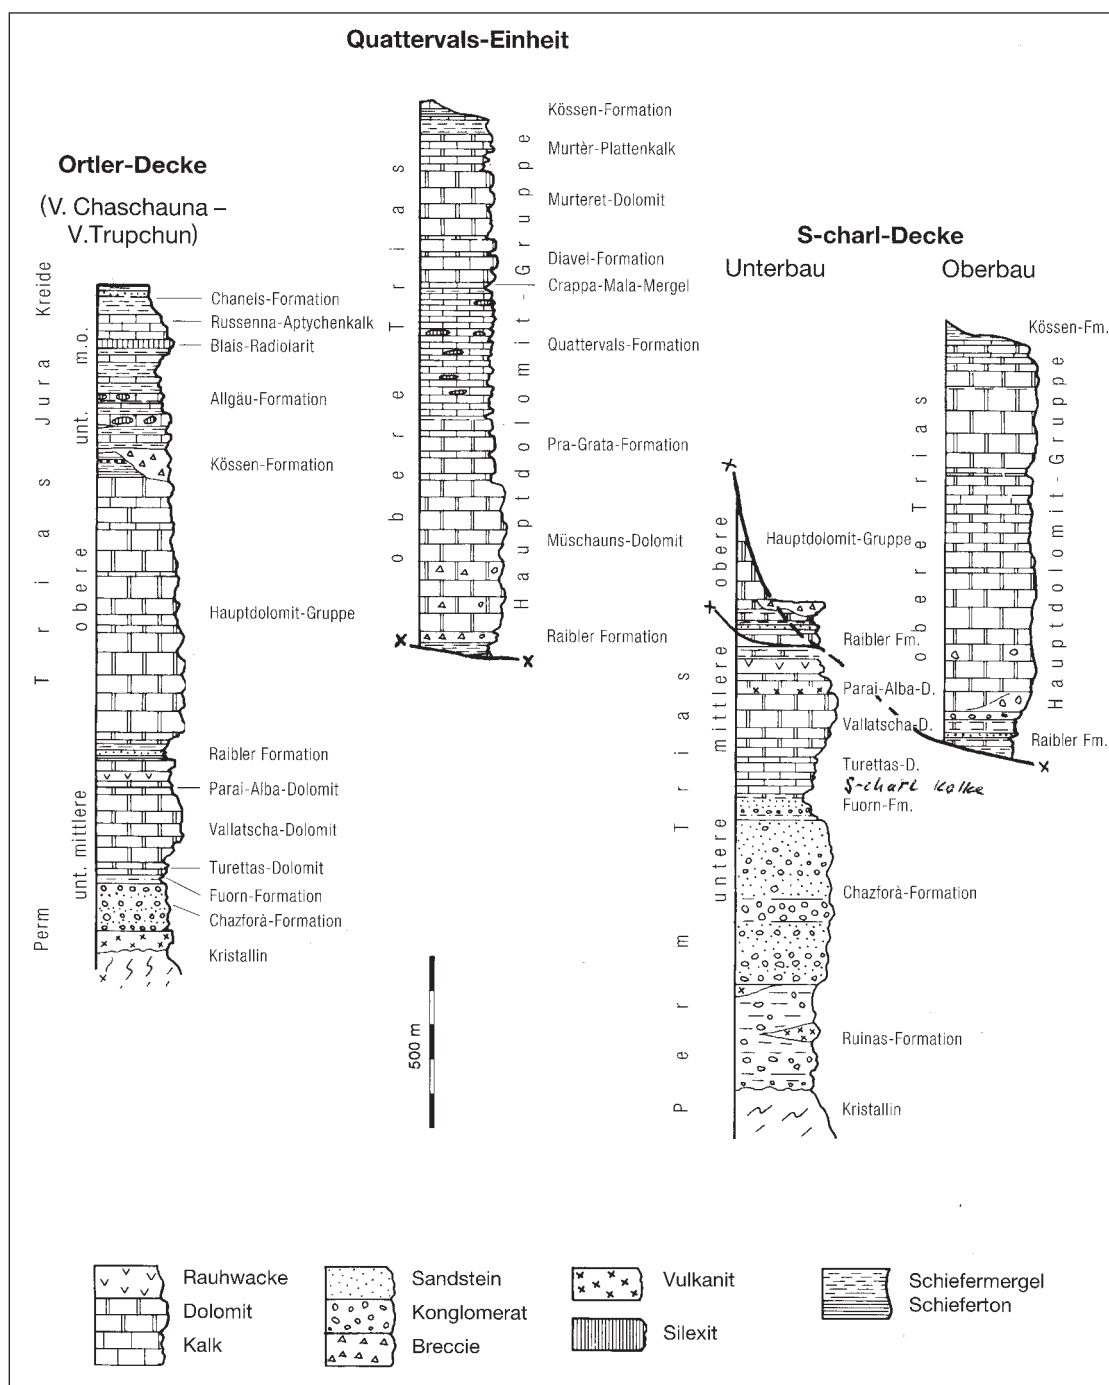 Quattervals-Einheit
Kössen-Formation
Murtèr-Plattenkalk
Murteret-Dolomit
Diavel-Formation
Crappa-Mala-Mergel
Quattervals-Formation
Pra-Grata-Formation
Müschauns-Dolomit
Raibler Formation
obere Trias
Hauptdolomit-Gruppe
Ortler-Decke
(V. Chaschauna –
V.Trupchun)
Chanels-Formation
Russenna-Aptychenkalk
Blais-Radiolarit
Allgäu-Formation
Kössen-Formation
Hauptdolomit-Gruppe
Raibler Formation
Parai-Alba-Dolomit
Vallatscha-Dolomit
Turettas-Dolomit
Fuorn-Formation
Chazforà-Formation
Kristallin
Kreide
Jura
Trias
Perm
m.o.
unt.
obere
mittlere
unt.
S-charl-Decke
Unterbau
Oberbau
Hauptdolomit-Gruppe
Raibler Fm.
Parai-Alba-D.
Vallatscha-D.
Turettas-D.
S-charl Kalke
Fuorn-Fm.
Chazforà-Formation
Ruinas-Formation
Kristallin
obere
mittlere
untere
Trias
Perm
Kössen-Fm.
Raibler Fm.
obere Trias
Hauptdolomit-Gruppe
500 m
Rauhwacke
Dolomit
Kalk
Sandstein
Konglomerat
Breccie
Vulkanit
Silexit
Schiefermergel
Schieferton